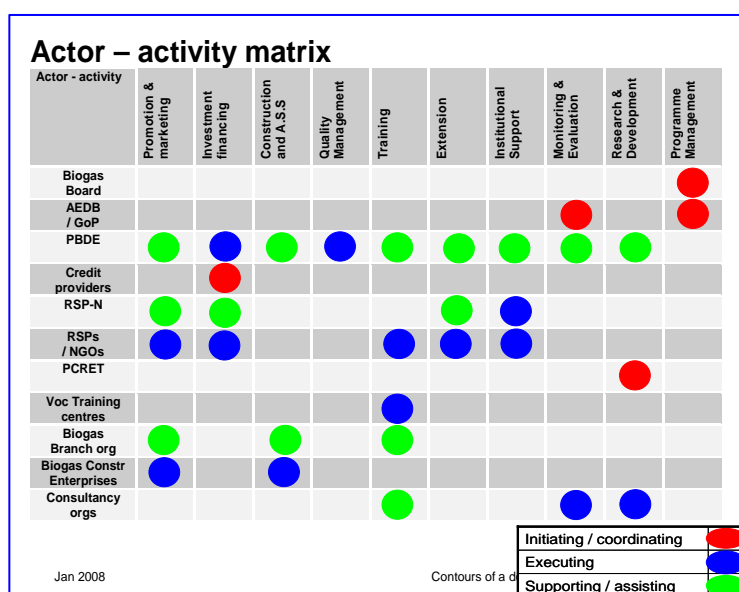 Actor – activity matrix
Actor - activity
Promotion &
marketing
Investment
financing
Construction
and A.S.S
Quality
Management
Training
Extension
Institutional
Support
Monitoring &
Evaluation
Research &
Development
Programme
Management
Biogas
Board
AEDB
/ GoP
PBDE
Credit
providers
RSP-N
RSPs
/ NGOs
PCRET
Voc Training
centres
Biogas
Branch org
Biogas Constr
Enterprises
Consultancy
orgs
Initiating / coordinating
Executing
Supporting / assisting
Jan 2008
Contours of a d